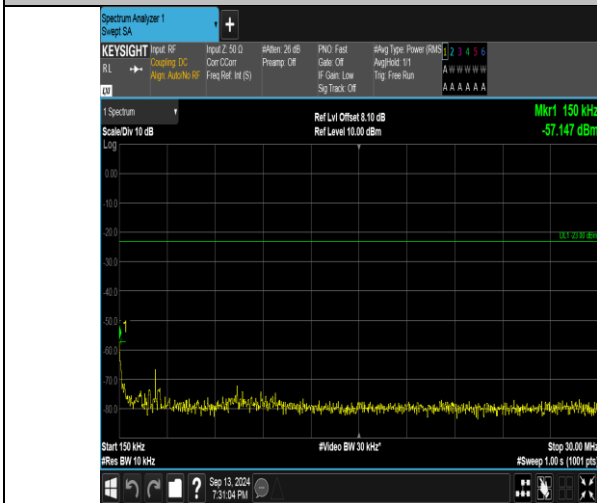 Spectrum Analyzer 1
Swept SA
+
KEYSIGHT Input: RF Input Z: 50 Ω #Atten: 26 dB PNO: Fast #Avg Type: Power (RMS) 1 2 3 4 5 6
RL Coupling: DC Corr CCorr Preamp: Off Gate: Off Avg|Hold: 1/1
Align: Auto/No RF Freq Ref: Int (S) IF Gain: Low Trig: Free Run A W W W W W
Sig Track: Off A A A A A A
1 Spectrum
Ref Lvl Offset 8.10 dB Mkr1 150 kHz
Scale/Div 10 dB Ref Level 10.00 dBm -57.147 dBm
Log
0.00
-10.0
-20.0
DL1 -23.00 dBm
-30.0
-40.0
-50.0
1
-60.0
-70.0
-80.0
Start 150 kHz #Video BW 30 kHz* Stop 30.00 MHz
#Res BW 10 kHz #Sweep 1.00 s (1001 pts)
? Sep 13, 2024
7:31:04 PM